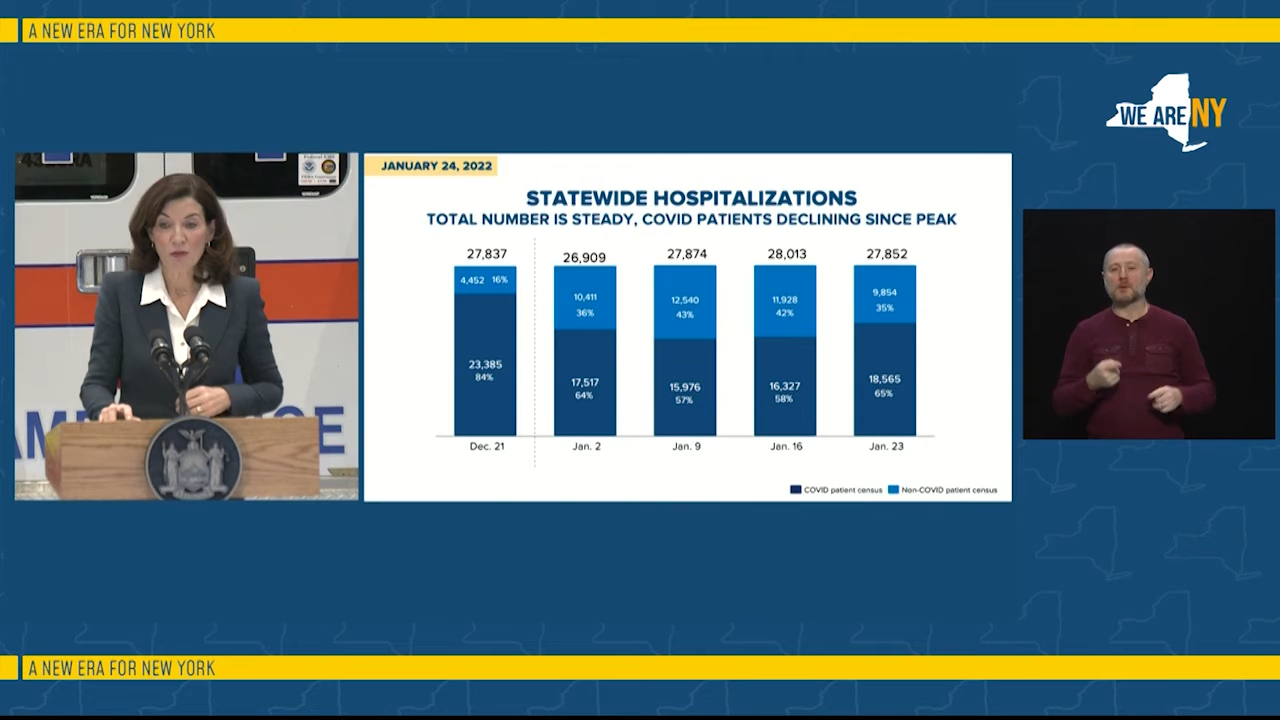 A NEW ERA FOR NEW YORK
WE ARE NY
JANUARY 24, 2022
STATEWIDE HOSPITALIZATIONS
TOTAL NUMBER IS STEADY, COVID PATIENTS DECLINING SINCE PEAK
27,837
26,909
27,874
28,013
27,852
4,452 16%
10,411
36%
12,540
43%
11,928
42%
9,854
35%
23,385
84%
17,517
64%
15,976
57%
16,327
58%
18,565
65%
Dec. 21
Jan. 2
Jan. 9
Jan. 16
Jan. 23
COVID patient census
Non-COVID patient census
A NEW ERA FOR NEW YORK